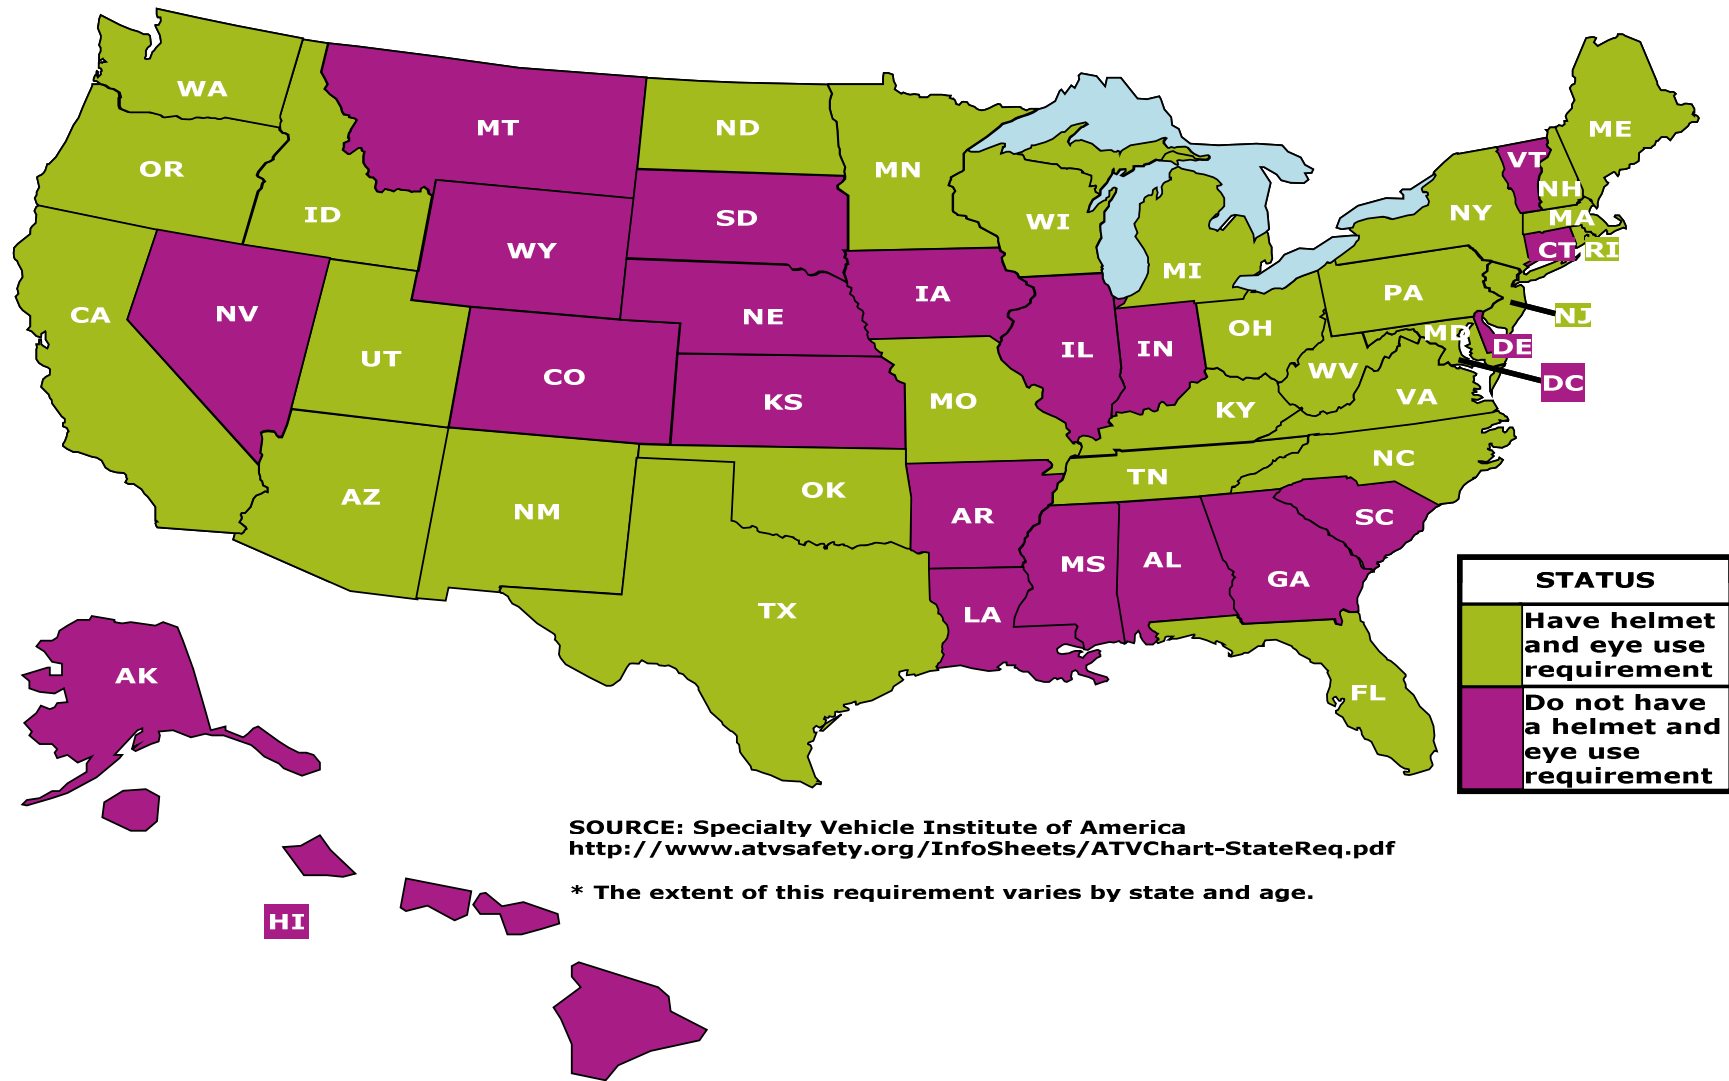 WA
MT
ND
MN
ME
OR
ID
SD
WI
VT
NH
NY
MA
WY
CT
RI
MI
IA
PA
CA
NV
NE
NJ
OH
MD
DE
UT
IL
IN
CO
WV
DC
KS
MO
KY
VA
NC
TN
AZ
NM
OK
AR
SC
MS
AL
GA
TX
LA
FL
AK
HI
STATUS
Have helmet
and eye use
requirement
Do not have
a helmet and
eye use
requirement
SOURCE: Specialty Vehicle Institute of America
http://www.atvsafety.org/InfoSheets/ATVChart-StateReq.pdf
* The extent of this requirement varies by state and age.